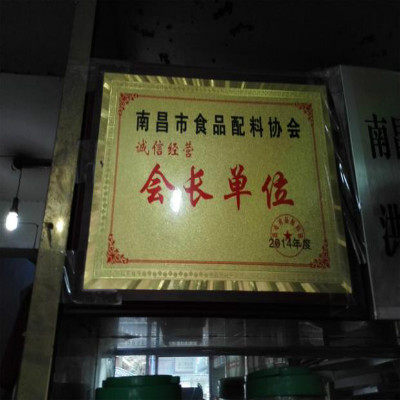 南昌市食品配料协会
诚信经营
会长单位
2014年度
南